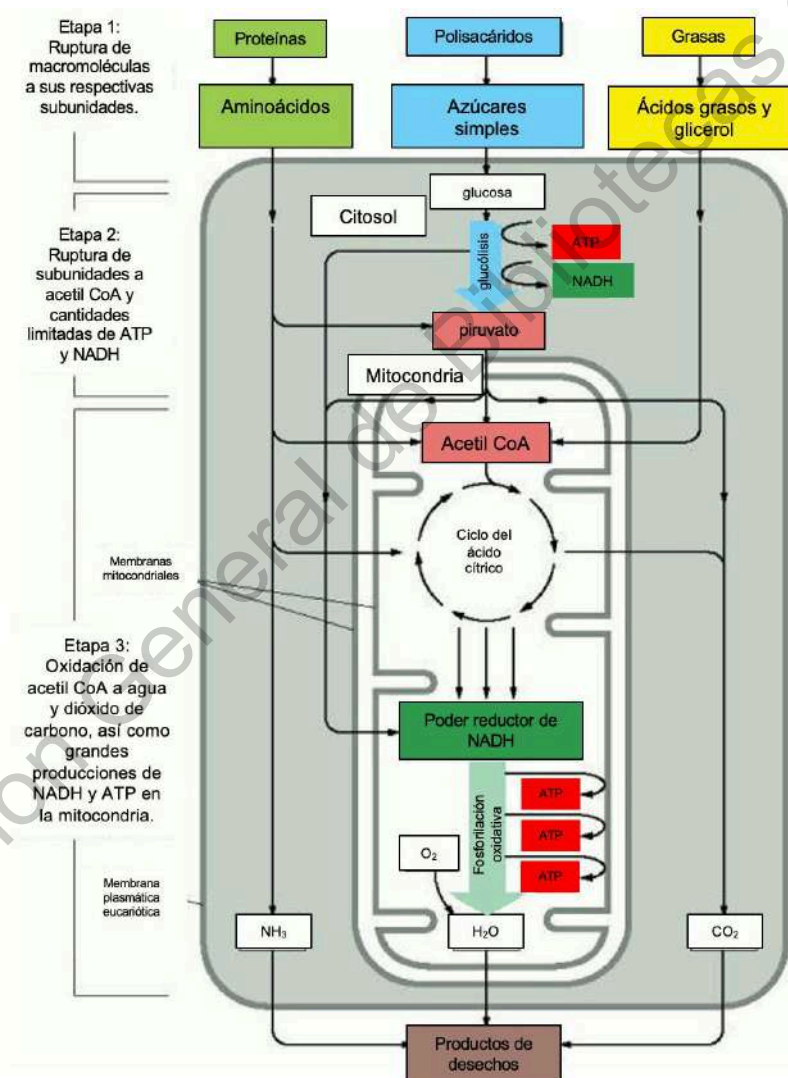 Etapa 1:
Ruptura de
macromoléculas
a sus respectivas
subunidades.
Proteínas
Polisacáridos
Grasas
Aminoácidos
Azúcares
simples
Ácidos grasos y
glicerol
Etapa 2:
Ruptura de
subunidades a
acetil CoA y
cantidades
limitadas de ATP
y NADH
Citosol
glucosa
glucólisis
ATP
NADH
piruvato
Mitocondria
Acetil CoA
Ciclo del
ácido
cítrico
Membranas
mitocondriales
Etapa 3:
Oxidación de
acetil CoA a agua
y dióxido de
carbono, así como
grandes
producciones de
NADH y ATP en
la mitocondria.
Poder reductor de
NADH
Fosforilación
oxidativa
ATP
ATP
ATP
O₂
Membrana
plasmática
eucariótica
NH₃
H₂O
CO₂
Productos de
desechos
ion General de Bibliotecas